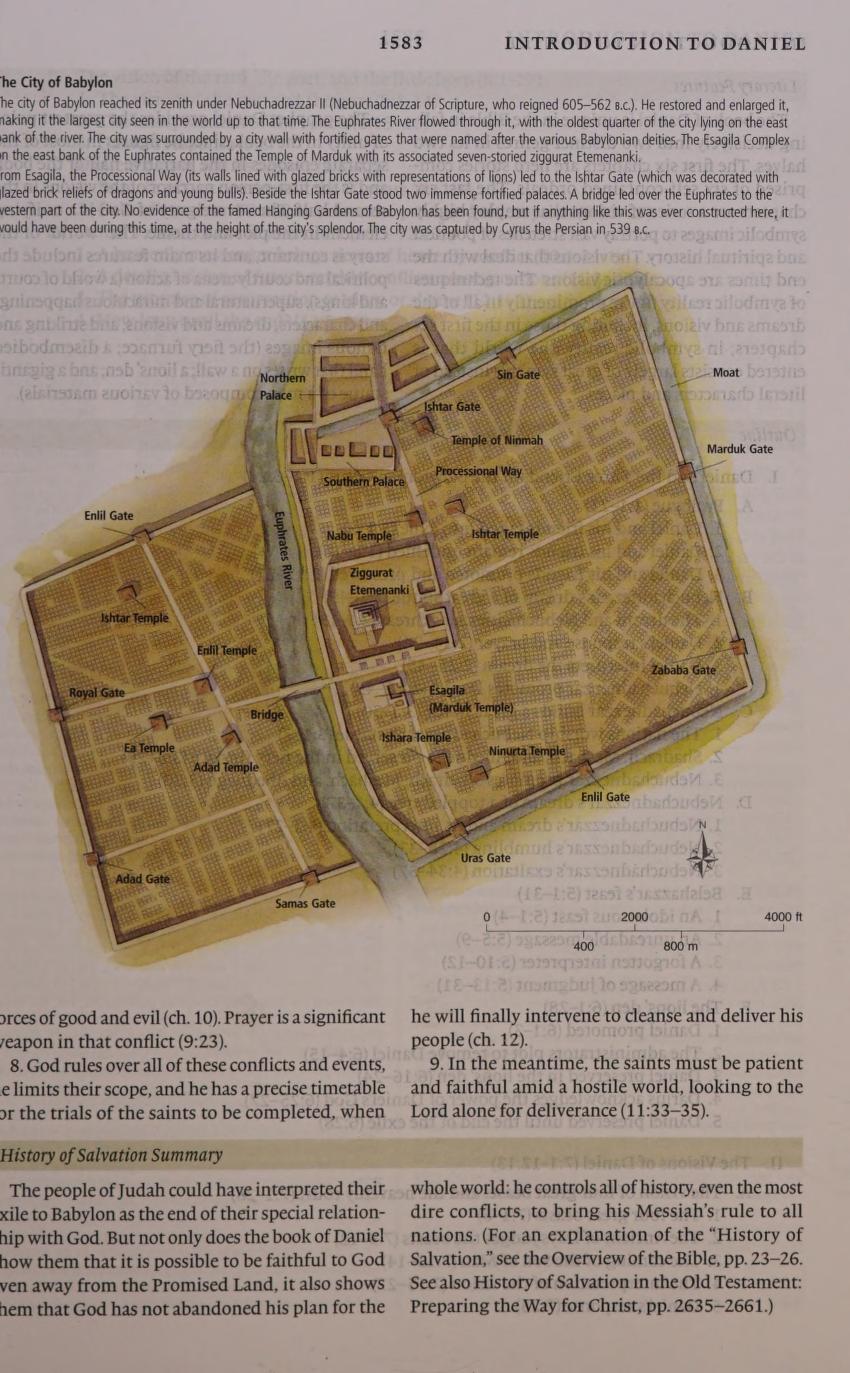 1583 INTRODUCTION TO DANIEL
The City of Babylon
he city of Babylon reached its zenith under Nebuchadrezzar II (Nebuchadnezzar of Scripture, who reigned 605–562 B.C.). He restored and enlarged it,
naking it the largest city seen in the world up to that time. The Euphrates River flowed through it, with the oldest quarter of the city lying on the east
ank of the river. The city was surrounded by a city wall with fortified gates that were named after the various Babylonian deities. The Esagila Complex
n the east bank of the Euphrates contained the Temple of Marduk with its associated seven-storied ziggurat Etemenanki.
rom Esagila, the Processional Way (its walls lined with glazed bricks with representations of lions) led to the Ishtar Gate (which was decorated with
lazed brick reliefs of dragons and young bulls). Beside the Ishtar Gate stood two immense fortified palaces. A bridge led over the Euphrates to the
vestern part of the city. No evidence of the famed Hanging Gardens of Babylon has been found, but if anything like this was ever constructed here, it
vould have been during this time, at the height of the city's splendor. The city was captured by Cyrus the Persian in 539 B.C.
Northern
Palace
Sin Gate
Moat
Ishtar Gate
Temple of Ninmah
Marduk Gate
Processional Way
Southern Palace
Enlil Gate
Euphrates River
Nabu Temple
Ishtar Temple
Ziggurat
Etemenanki
Ishtar Temple
Enlil Temple
Zababa Gate
Royal Gate
Esagila
(Marduk Temple)
Bridge
Ea Temple
Adad Temple
Ishara Temple
Ninurta Temple
Enlil Gate
N
Uras Gate
Adad Gate
Samas Gate
0 2000 4000 ft
400 800 m
orces of good and evil (ch. 10). Prayer is a significant
veapon in that conflict (9:23).
8. God rules over all of these conflicts and events,
e limits their scope, and he has a precise timetable
or the trials of the saints to be completed, when
he will finally intervene to cleanse and deliver his
people (ch. 12).
9. In the meantime, the saints must be patient
and faithful amid a hostile world, looking to the
Lord alone for deliverance (11:33–35).
History of Salvation Summary
The people of Judah could have interpreted their
xile to Babylon as the end of their special relation-
hip with God. But not only does the book of Daniel
how them that it is possible to be faithful to God
ven away from the Promised Land, it also shows
hem that God has not abandoned his plan for the
whole world: he controls all of history, even the most
dire conflicts, to bring his Messiah's rule to all
nations. (For an explanation of the “History of
Salvation,” see the Overview of the Bible, pp. 23–26.
See also History of Salvation in the Old Testament:
Preparing the Way for Christ, pp. 2635–2661.)